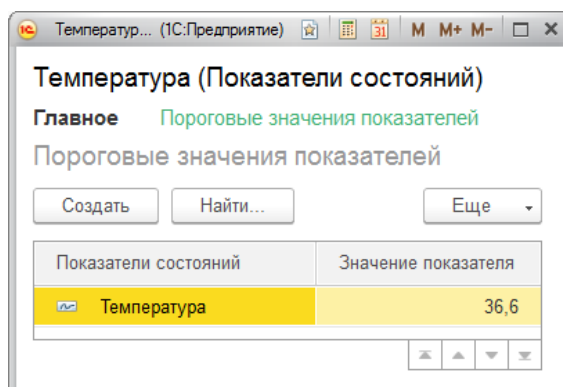 Температур... (1С:Предприятие) 31 M M+ M-
Температура (Показатели состояний)
Главное Пороговые значения показателей
Пороговые значения показателей
Создать Найти... Еще
Показатели состояний Значение показателя
Температура 36,6